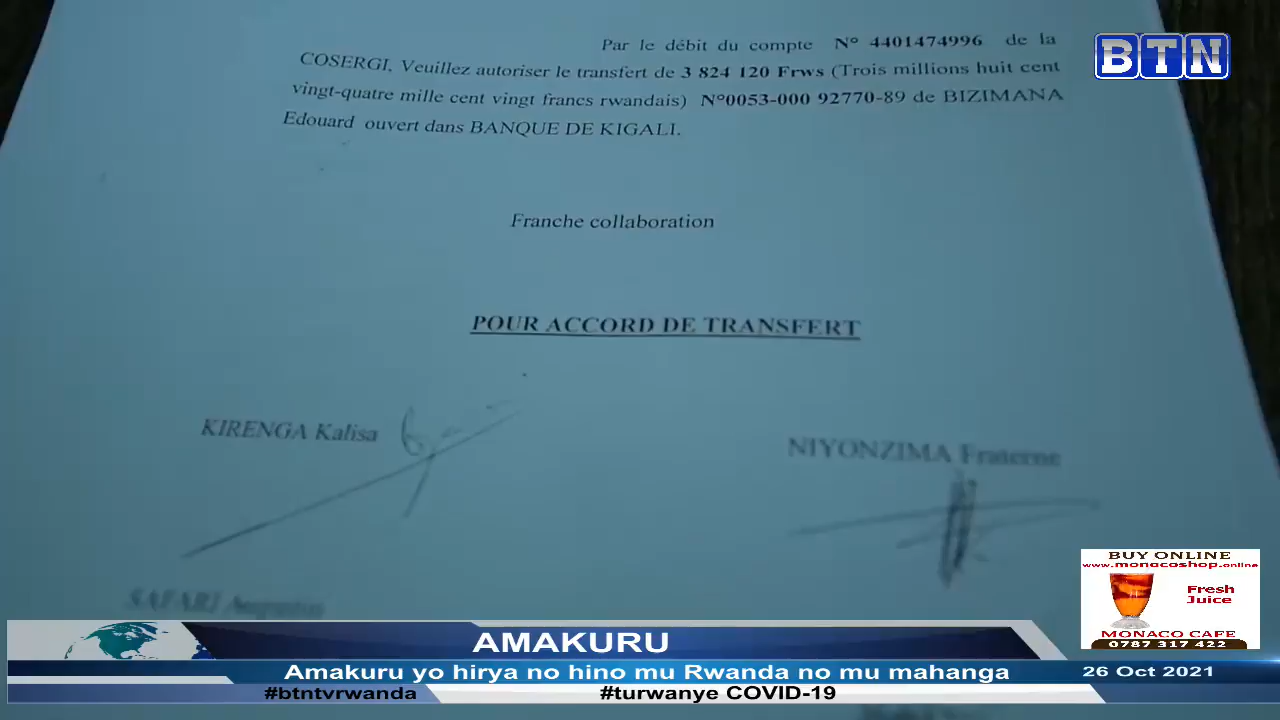 Par le débit du compte N° 4401474996 de la
COSERGI, Veuillez autoriser le transfert de 3 824 120 Frws (Trois millions huit cent
vingt-quatre mille cent vingt francs rwandais) N°0053-000 92770-89 de BIZIMANA
Edouard ouvert dans BANQUE DE KIGALI.
BTN
Franche collaboration
POUR ACCORD DE TRANSFERT
KIRENGA Kalisa
NIYONZIMA Fraterne
SAFARI
BUY ONLINE
www.monacoshop.online
Fresh
Juice
MONACO CAFE
0787 317 422
AMAKURU
Amakuru yo hirya no hino mu Rwanda no mu mahanga
26 Oct 2021
#btntvrwanda
#turwanye COVID-19